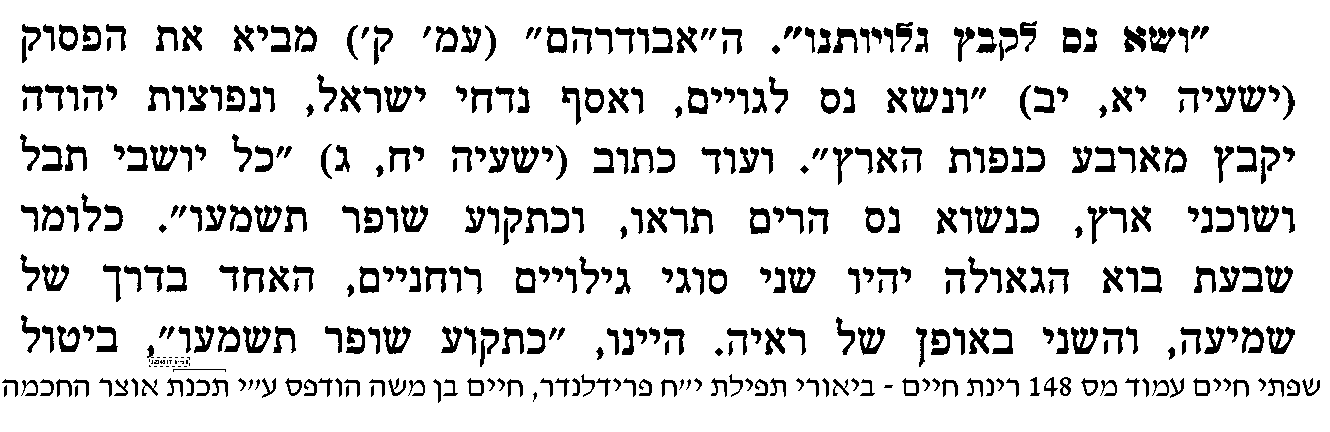 "ושא נס לקבץ גלויותנו". ה"אבודרהם" (עמ' ק') מביא את הפסוק
(ישעיה יא, יב) "ונשא נס לגויים, ואסף נדחי ישראל, ונפוצות יהודה
יקבץ מארבע כנפות הארץ". ועוד כתוב (ישעיה יח, ג) "כל יושבי תבל
ושוכני ארץ, כנשוא נס הרים תראו, וכתקוע שופר תשמעו". כלומר
שבעת בוא הגאולה יהיו שני סוגי גילויים רוחניים, האחד בדרך של
שמיעה, והשני באופן של ראיה. היינו, "כתקוע שופר תשמעו", ביטול
שפתי חיים עמוד מס 148 רינת חיים - ביאורי תפילת י"ח פרידלנדר, חיים בן משה הודפס ע"י תכנת אוצר החכמה